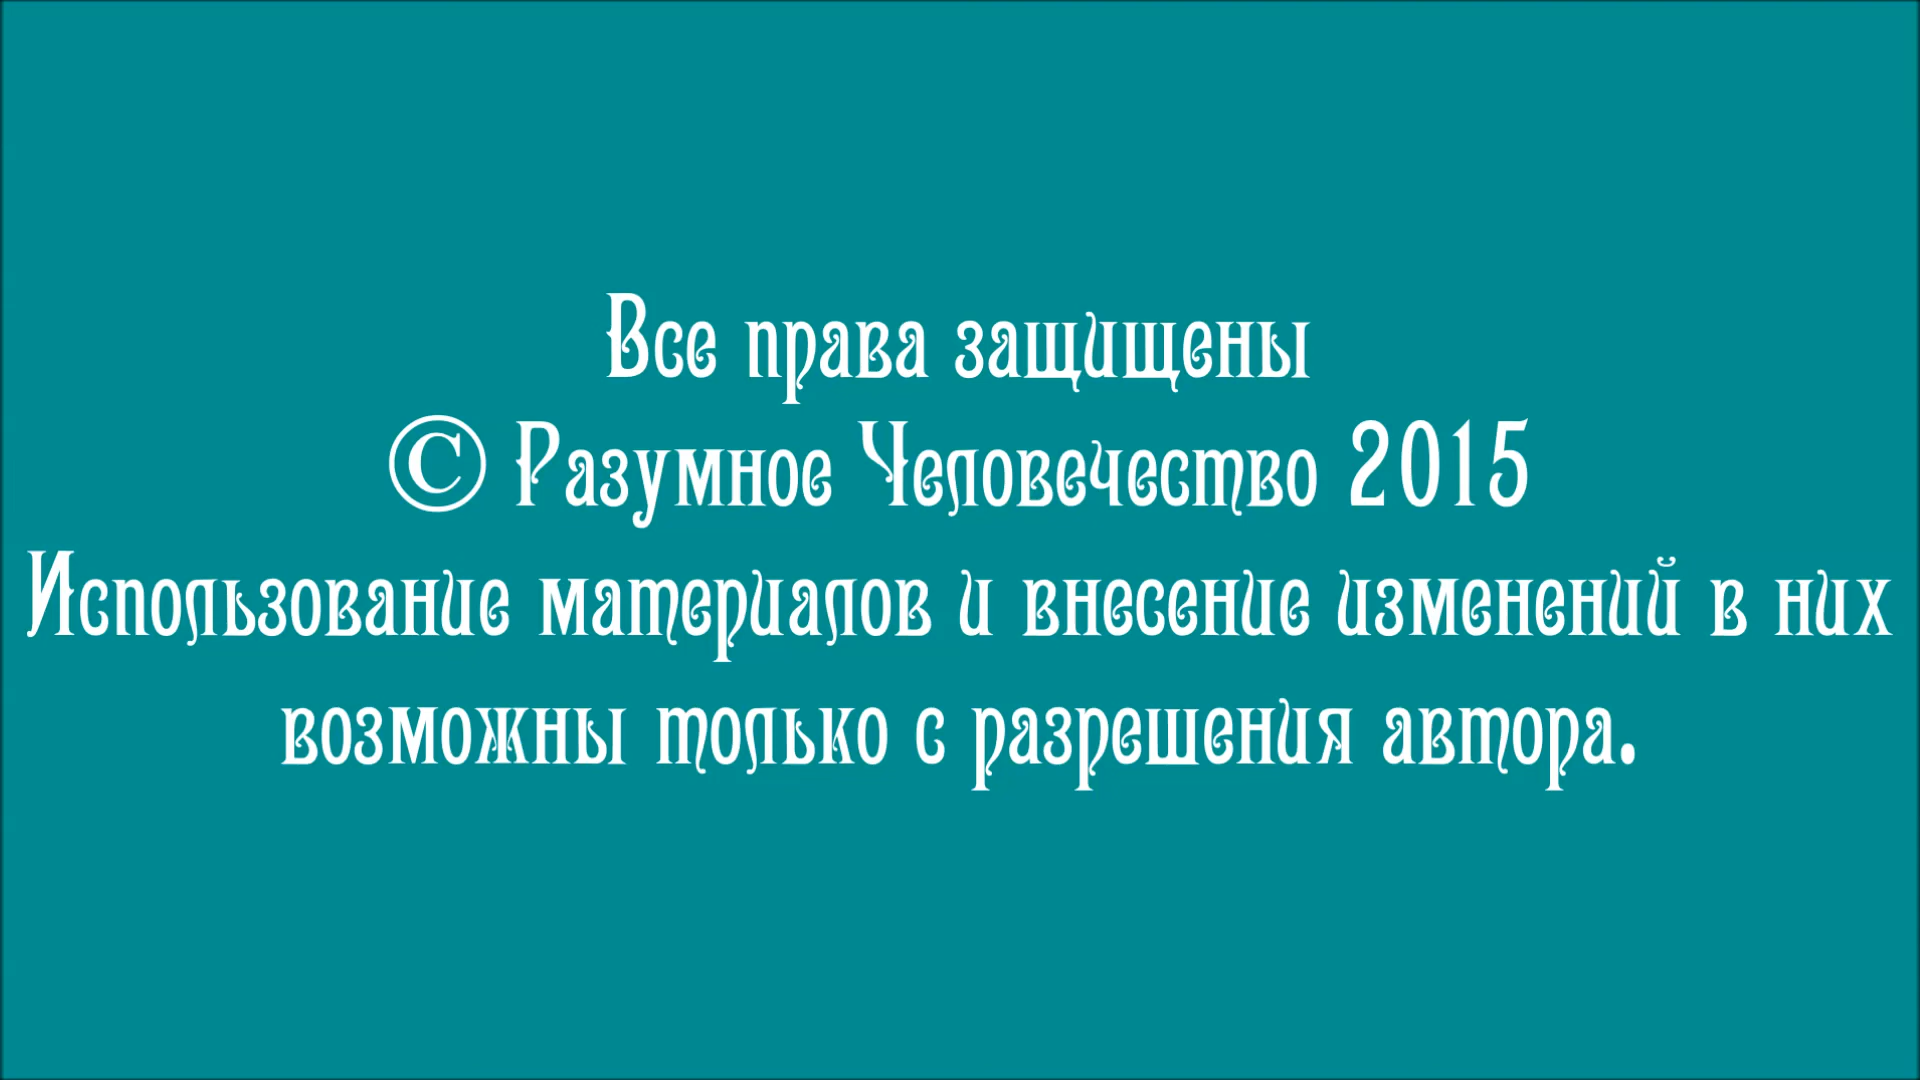 Все права защищены
© Разумное Человечество 2015
Использование материалов и внесение изменений в них
возможны только с разрешения автора.